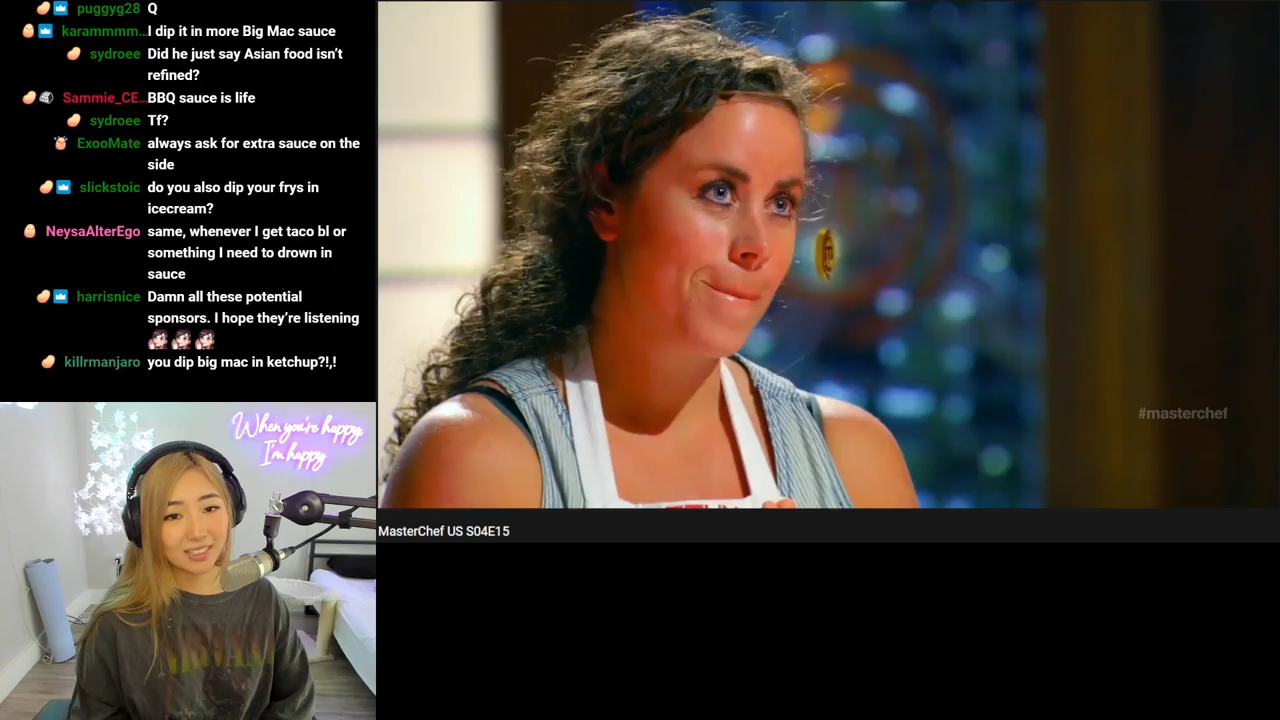 puggyg28 Q
karammmm… I dip it in more Big Mac sauce
sydroee Did he just say Asian food isn't
refined?
Sammie_CE… BBQ sauce is life
sydroee Tf?
ExooMate always ask for extra sauce on the
side
slickstoic do you also dip your frys in
icecream?
NeysaAlterEgo same, whenever I get taco bl or
something I need to drown in
sauce
harrisnice Damn all these potential
sponsors. I hope they're listening
killrmanjaro you dip big mac in ketchup?!,!
#masterchef
MasterChef US S04E15
When you're happy,
I'm happy